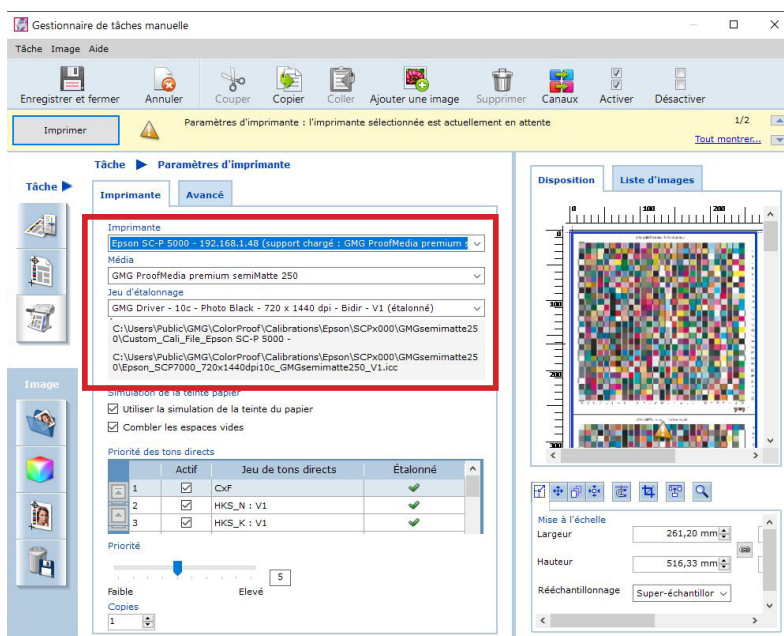 Gestionnaire de tâches manuelle
Tâche Image Aide
Enregistrer et fermer Annuler Couper Copier Coller Ajouter une image Supprimer Canaux Activer Désactiver
Imprimer
Paramètres d'imprimante : l'imprimante sélectionnée est actuellement en attente
1/2
Tout montrer...
Tâche Paramètres d'imprimante
Tâche
Imprimante Avancé
Imprimante
Epson SC-P 5000 - 192.168.1.48 (support chargé : GMG ProofMedia premium s
Média
GMG ProofMedia premium semiMatte 250
Jeu d'étalonnage
GMG Driver - 10c - Photo Black - 720 x 1440 dpi - Bidir - V1 (étalonné)
C:\Users\Public\GMG\ColorProof\Calibrations\Epson\SCPx000\GMGsemimatte25
0\Custom_Cali_File_Epson SC-P 5000 -
C:\Users\Public\GMG\ColorProof\Calibrations\Epson\SCPx000\GMGsemimatte25
0\Epson_SCP7000_720x1440dpi10c_GMGsemimatte250_V1.icc
Image
Simulation de la teinte papier
Utiliser la simulation de la teinte du papier
Combler les espaces vides
Priorité des tons directs
Actif Jeu de tons directs Étalonné
1 CxF
2 HKS_N : V1
3 HKS_K : V1
Priorité
5
Faible Elevé
Copies
1
Disposition Liste d'images
0 100 200
0
100
200
300
gmg
Mise à l'échelle
Largeur 261,20 mm
Hauteur 516,33 mm
Rééchantillonnage Super-échantillor